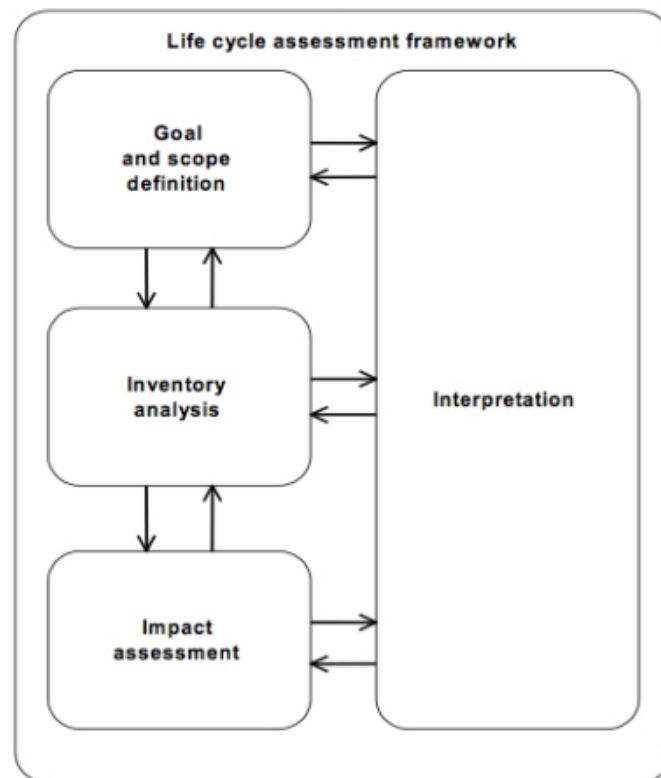 Life cycle assessment framework
Goal
and scope
definition
Inventory
analysis
Interpretation
Impact
assessment